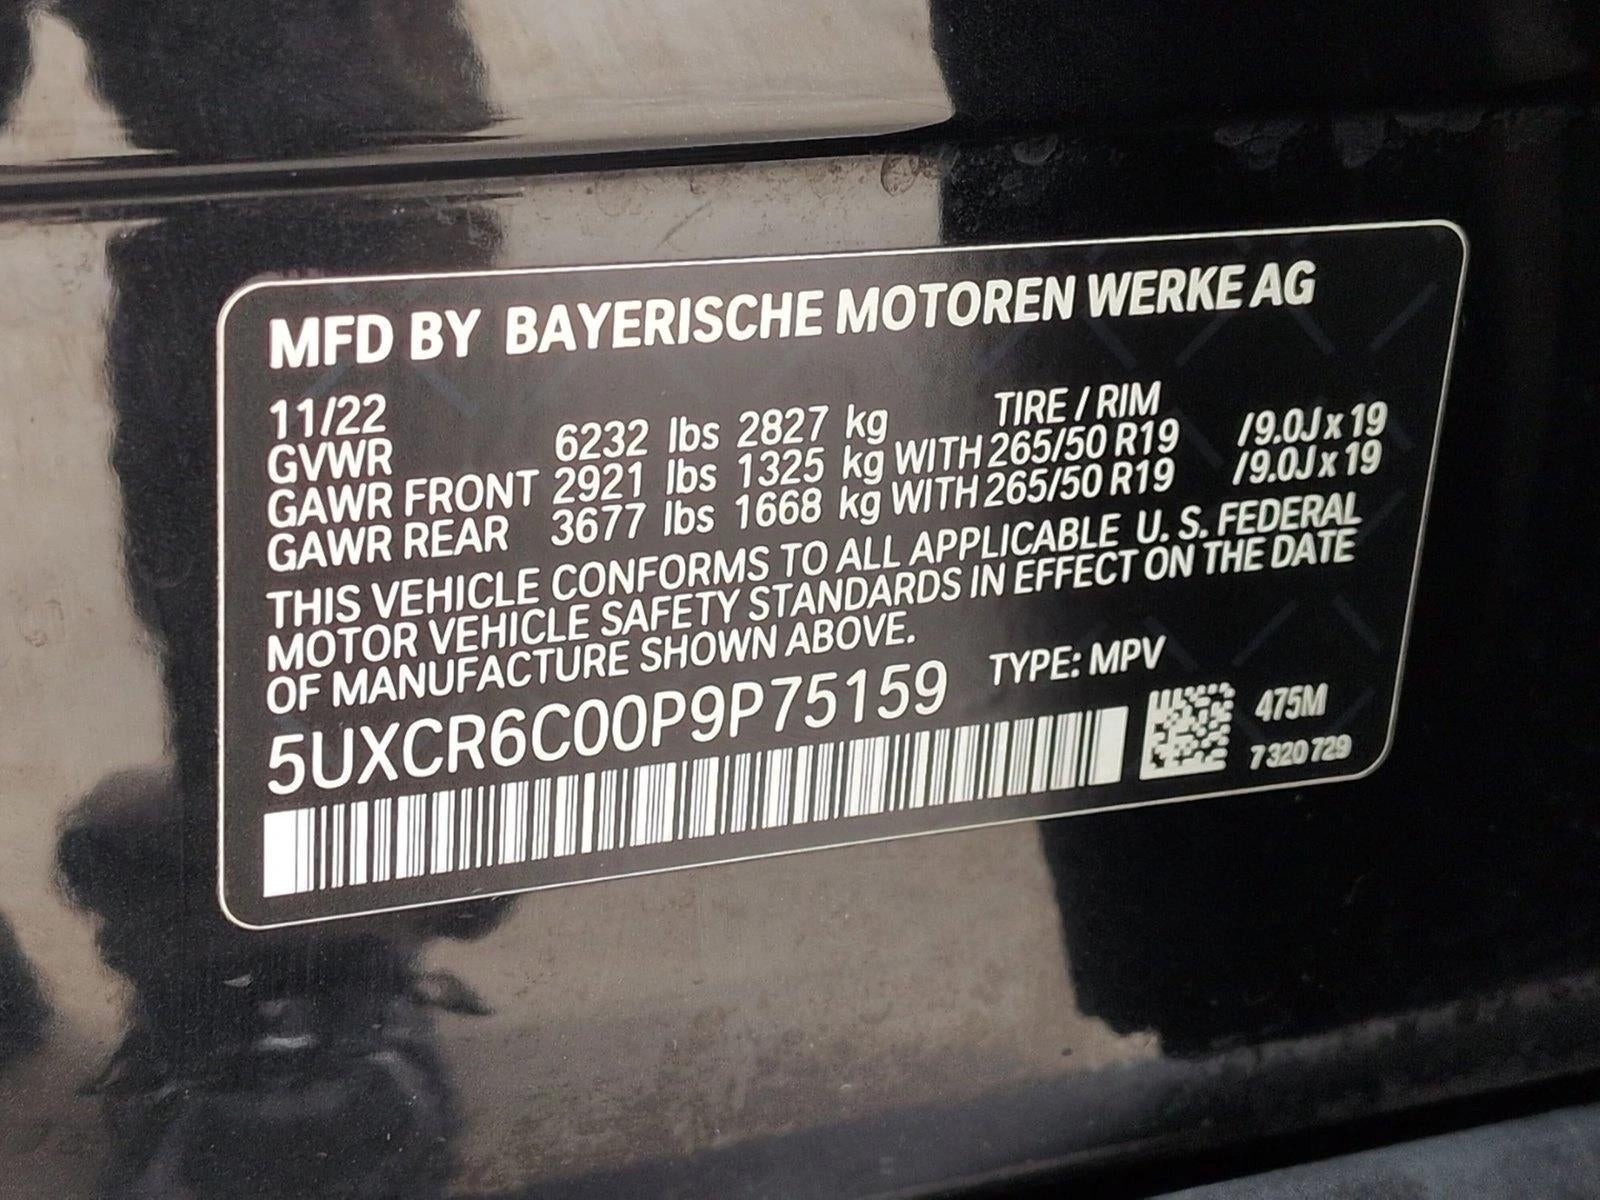 MFD BY BAYERISCHE MOTOREN WERKE AG
11/22 TIRE / RIM
GVWR 6232 lbs 2827 kg
GAWR FRONT 2921 lbs 1325 kg WITH 265/50 R19 /9.0J x 19
GAWR REAR 3677 lbs 1668 kg WITH 265/50 R19 /9.0J x 19
THIS VEHICLE CONFORMS TO ALL APPLICABLE U. S. FEDERAL
MOTOR VEHICLE SAFETY STANDARDS IN EFFECT ON THE DATE
OF MANUFACTURE SHOWN ABOVE.
5UXCR6C00P9P75159 TYPE: MPV
475M
7 320 729